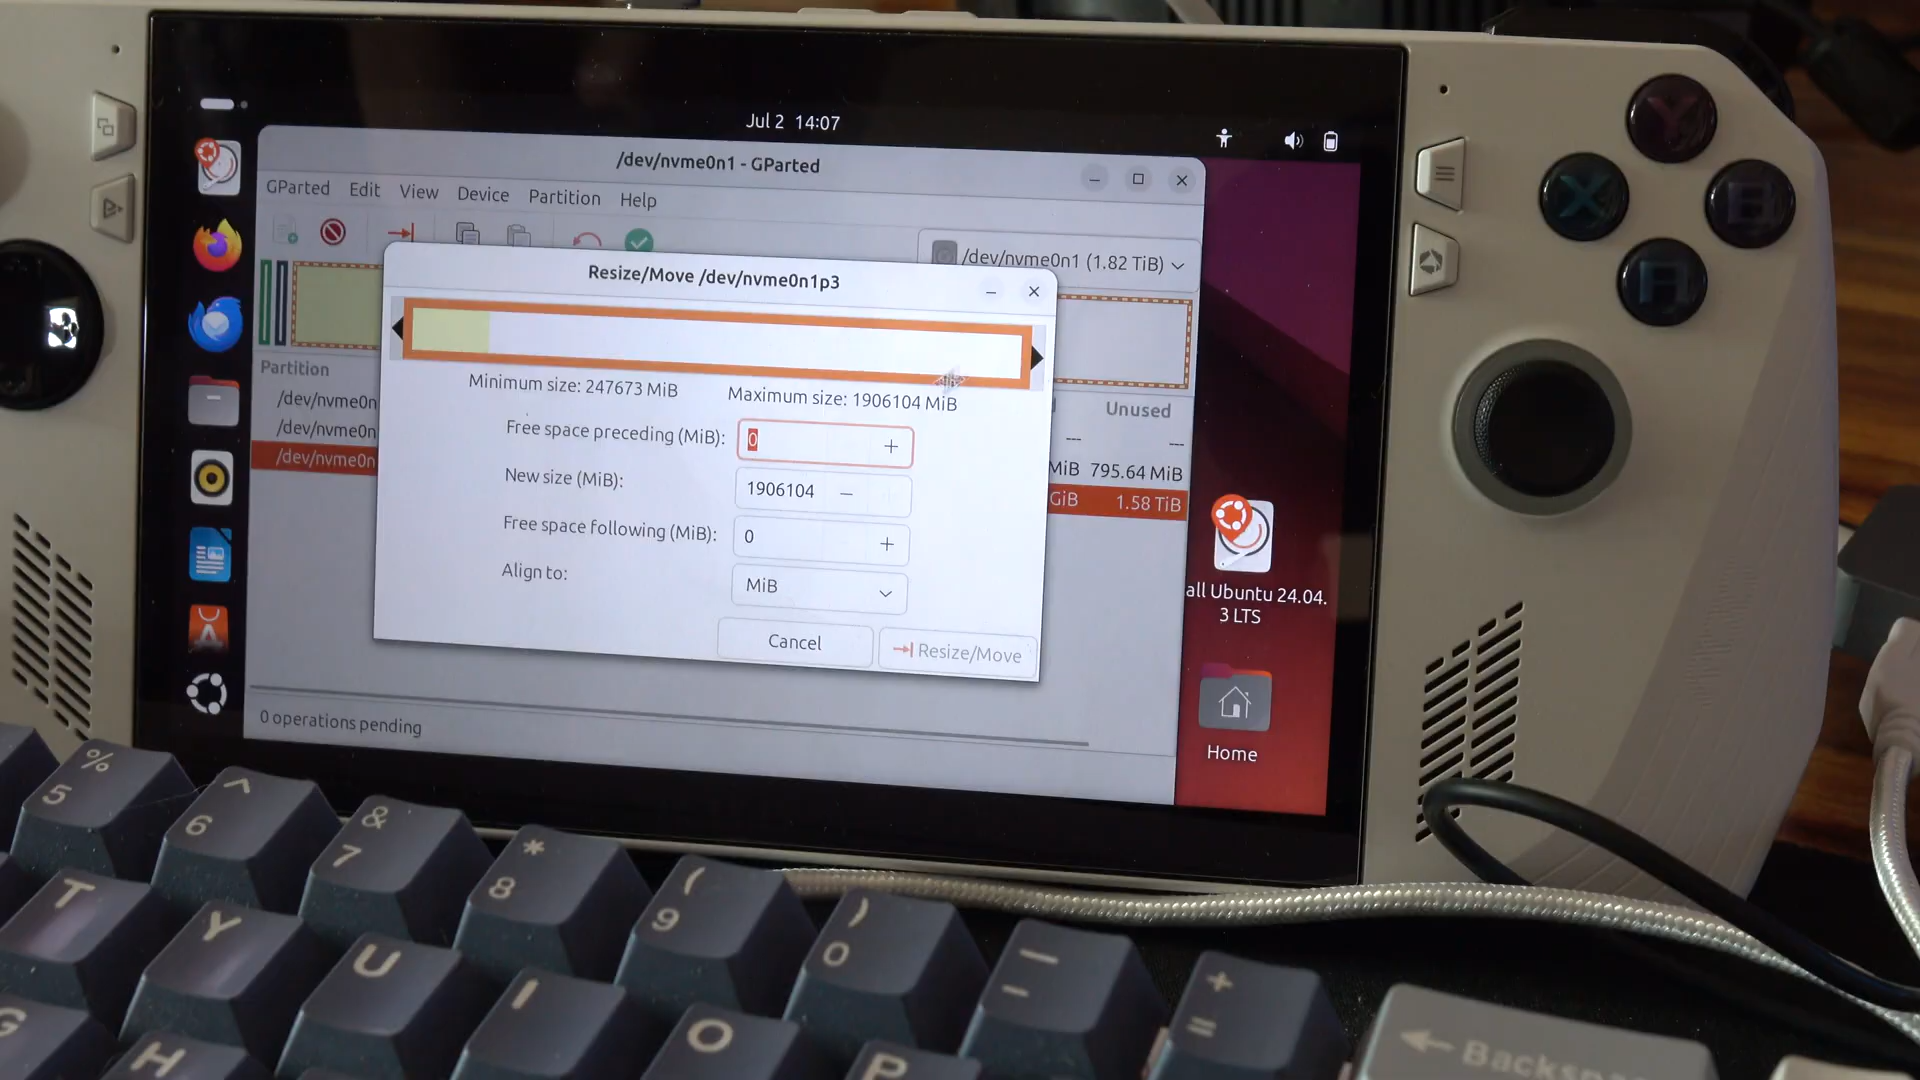 Jul 2 14:07
/dev/nvme0n1 - GParted
GParted Edit View Device Partition Help
/dev/nvme0n1 (1.82 TiB)
Resize/Move /dev/nvme0n1p3
Minimum size: 247673 MiB
Maximum size: 1906104 MiB
Free space preceding (MiB): 0
New size (MiB): 1906104
Free space following (MiB): 0
Align to: MiB
Cancel
Resize/Move
Partition
Unused
/dev/nvme0n
---
---
/dev/nvme0n
MiB 795.64 MiB
/dev/nvme0n
GiB 1.58 TiB
0 operations pending
all Ubuntu 24.04.
3 LTS
Home
Y
X
B
A
% 5
^ 6
& 7
* 8
( 9
) 0
— -
+ =
Backsp
T
Y
U
I
O
P
G
H